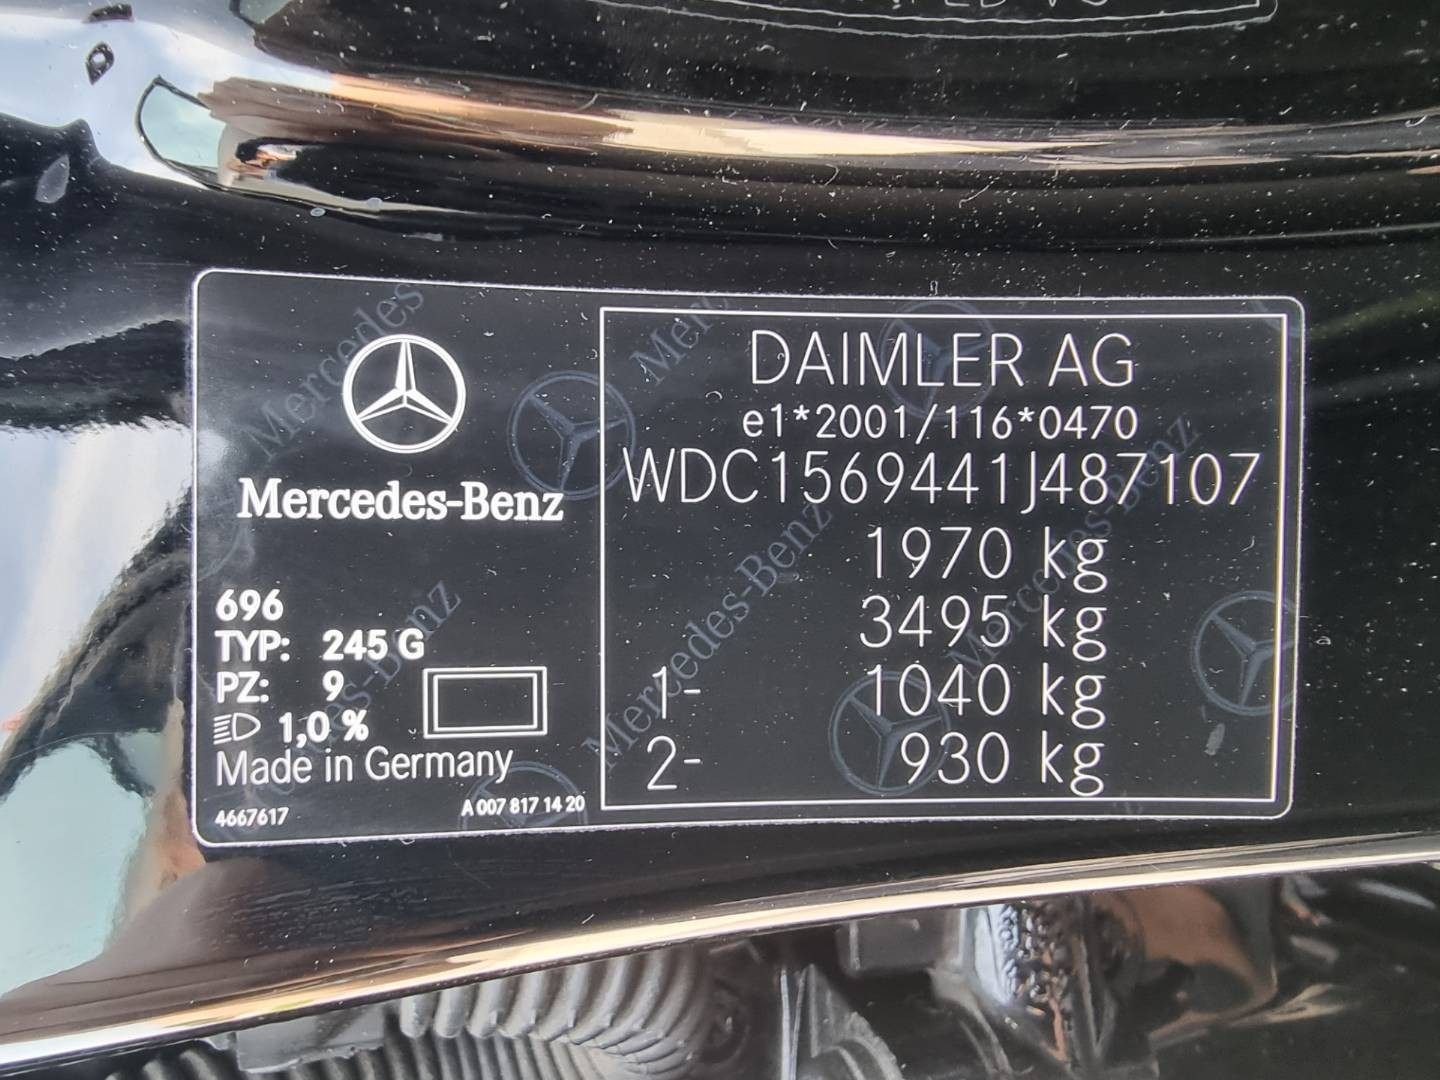 Mercedes-Benz
696
TYP: 245 G
PZ: 9
1,0 %
Made in Germany
4667617
A 007 817 14 20
DAIMLER AG
e1*2001/116*0470
WDC1569441J487107
1970 kg
3495 kg
1- 1040 kg
2- 930 kg